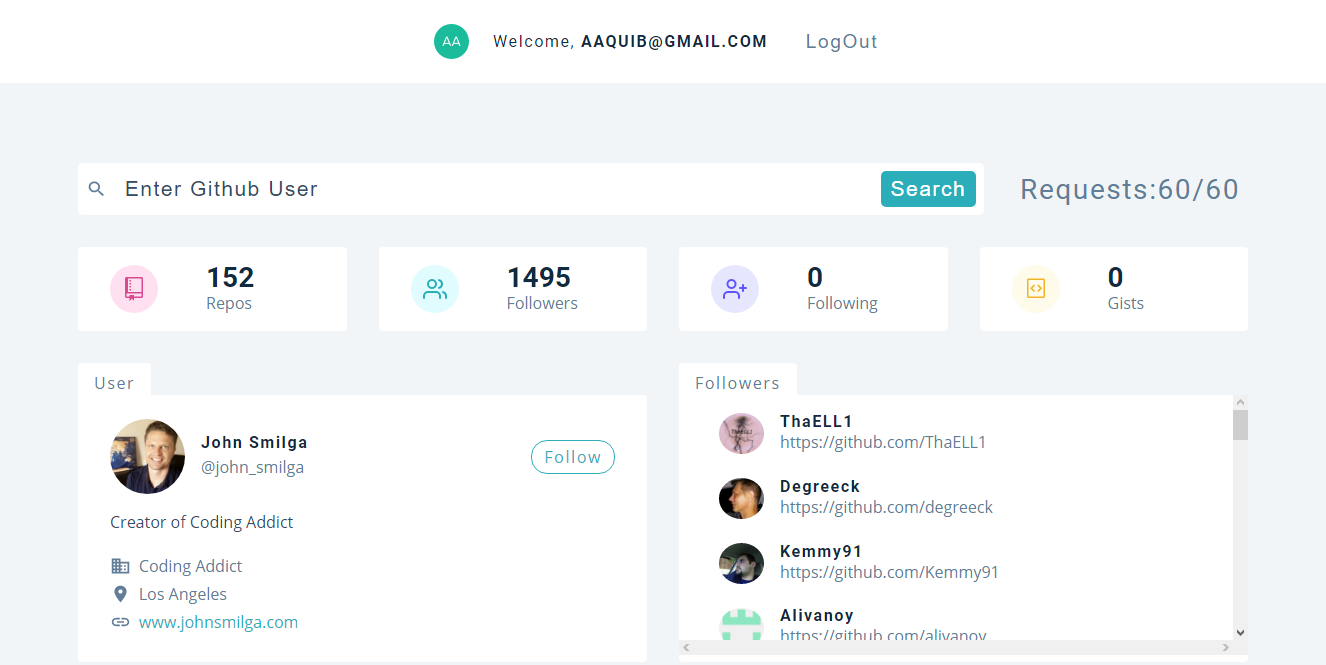 AA
Welcome, AAQUIB@GMAIL.COM
LogOut
Enter Github User
Search
Requests:60/60
152
Repos
1495
Followers
0
Following
0
Gists
User
John Smilga
@john_smilga
Follow
Creator of Coding Addict
Coding Addict
Los Angeles
www.johnsmilga.com
Followers
ThaELL1
https://github.com/ThaELL1
Degreeck
https://github.com/degreeck
Kemmy91
https://github.com/Kemmy91
Alivanoy
https://github.com/alivanoy